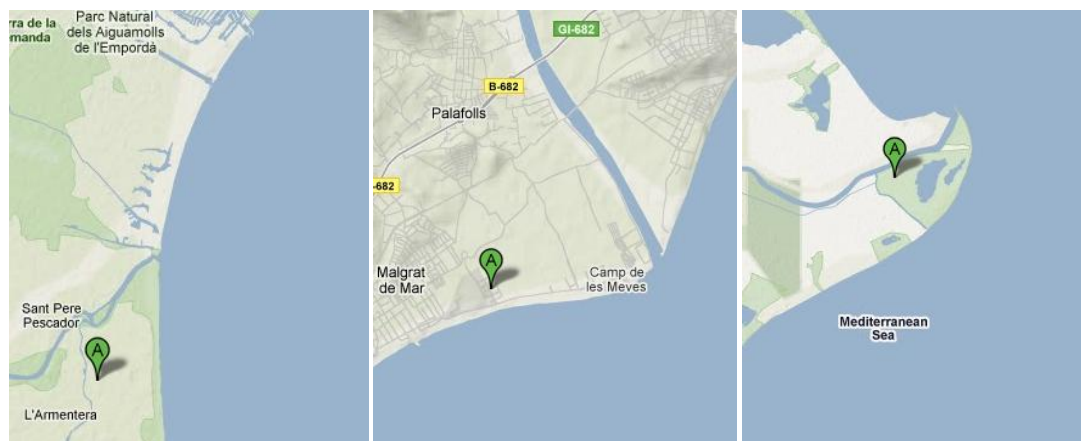 Parc Natural
dels Aiguamolls
de l'Empordà
rra de la
omanda
Sant Pere
Pescador
A
L'Armentera
GI-682
B-682
Palafolls
-682
A
Malgrat
de Mar
Camp de
les Meves
A
Mediterranean
Sea